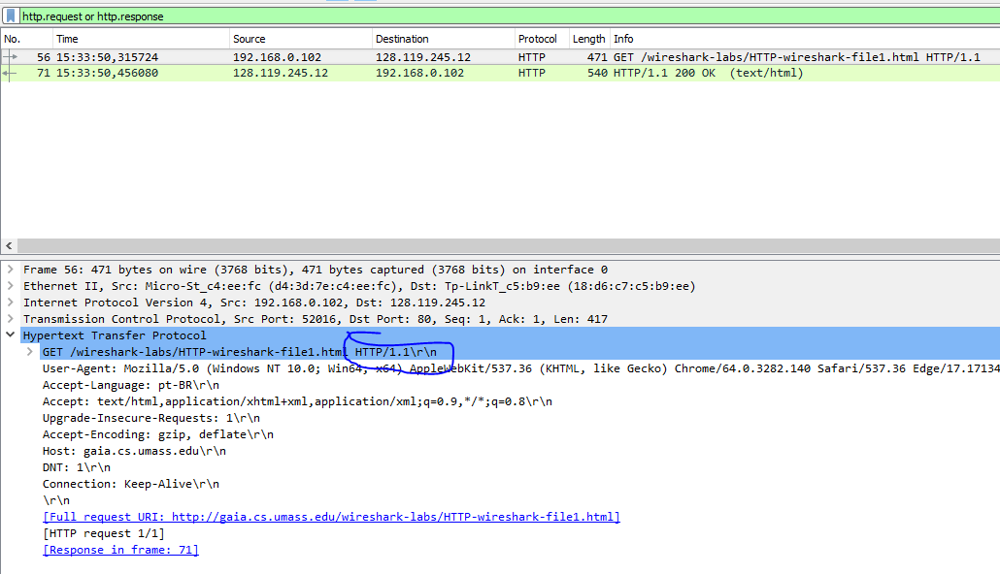 http.request or http.response
No. Time Source Destination Protocol Length Info
56 15:33:50,315724 192.168.0.102 128.119.245.12 HTTP 471 GET /wireshark-labs/HTTP-wireshark-file1.html HTTP/1.1
71 15:33:50,456080 128.119.245.12 192.168.0.102 HTTP 540 HTTP/1.1 200 OK (text/html)
Frame 56: 471 bytes on wire (3768 bits), 471 bytes captured (3768 bits) on interface 0
Ethernet II, Src: Micro-St_c4:ee:fc (d4:3d:7e:c4:ee:fc), Dst: Tp-LinkT_c5:b9:ee (18:d6:c7:c5:b9:ee)
Internet Protocol Version 4, Src: 192.168.0.102, Dst: 128.119.245.12
Transmission Control Protocol, Src Port: 52016, Dst Port: 80, Seq: 1, Ack: 1, Len: 417
Hypertext Transfer Protocol
GET /wireshark-labs/HTTP-wireshark-file1.html HTTP/1.1\r\n
User-Agent: Mozilla/5.0 (Windows NT 10.0; Win64; x64) AppleWebKit/537.36 (KHTML, like Gecko) Chrome/64.0.3282.140 Safari/537.36 Edge/17.17134
Accept-Language: pt-BR\r\n
Accept: text/html,application/xhtml+xml,application/xml;q=0.9,*/*;q=0.8\r\n
Upgrade-Insecure-Requests: 1\r\n
Accept-Encoding: gzip, deflate\r\n
Host: gaia.cs.umass.edu\r\n
DNT: 1\r\n
Connection: Keep-Alive\r\n
\r\n
[Full request URI: http://gaia.cs.umass.edu/wireshark-labs/HTTP-wireshark-file1.html]
[HTTP request 1/1]
[Response in frame: 71]